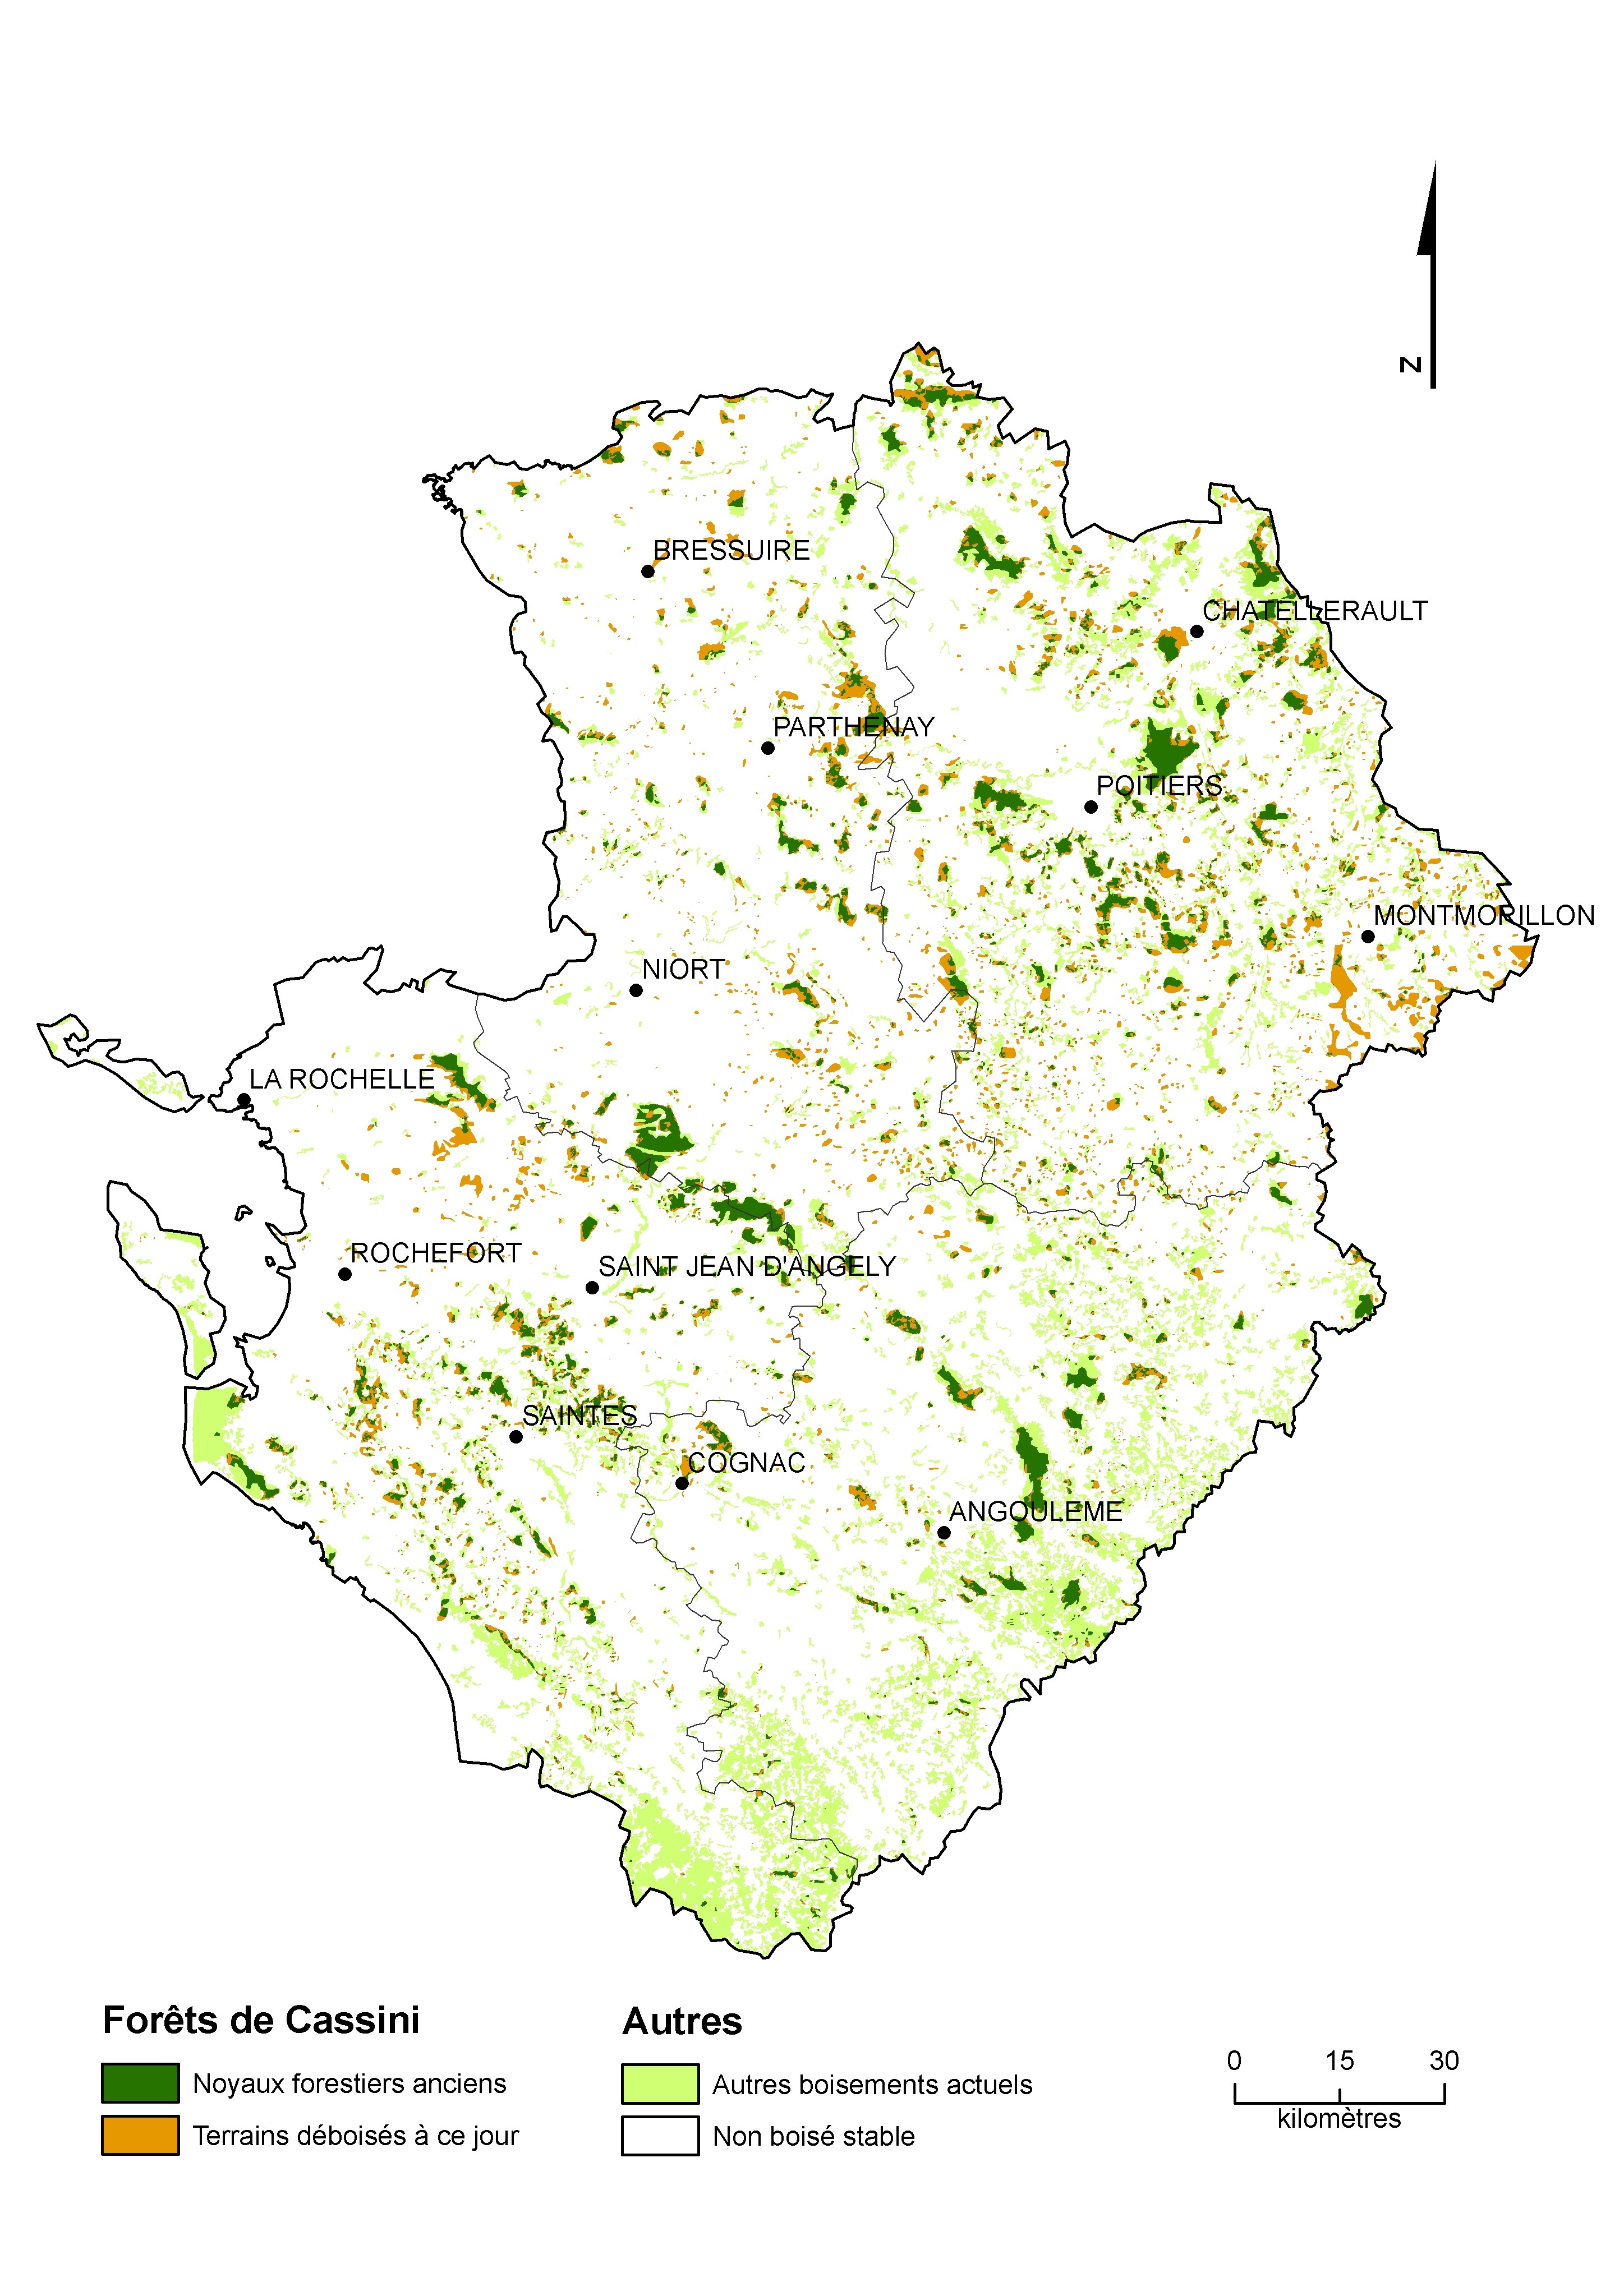 N
BRESSUIRE
CHATELLERAULT
PARTHENAY
POITIERS
MONTMORILLON
NIORT
LA ROCHELLE
ROCHEFORT
SAINT JEAN D'ANGELY
SAINTES
COGNAC
ANGOULEME
Forêts de Cassini
Noyaux forestiers anciens
Terrains déboisés à ce jour
Autres
Autres boisements actuels
Non boisé stable
0 15 30
kilomètres